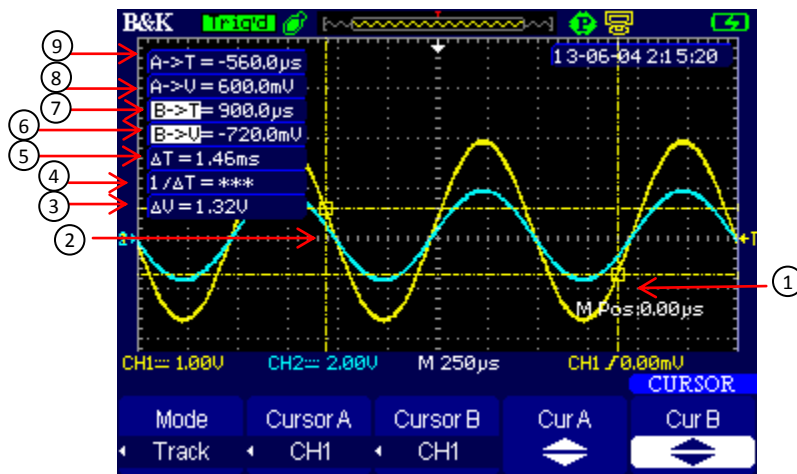 B&K Trig'd P
13-06-04 2:15:20
9 A->T = -560.0µs
8 A->V = 600.0mV
7 B->T = 900.0µs
6 B->V = -720.0mV
5 ΔT = 1.46ms
4 1/ΔT = ***
3 ΔV = 1.32V
2
T
1
M Pos:0.00µs
CH1 1.00V CH2 2.00V M 250µs CH1 0.00mV
CURSOR
Mode Cursor A Cursor B Cur A Cur B
Track CH1 CH1